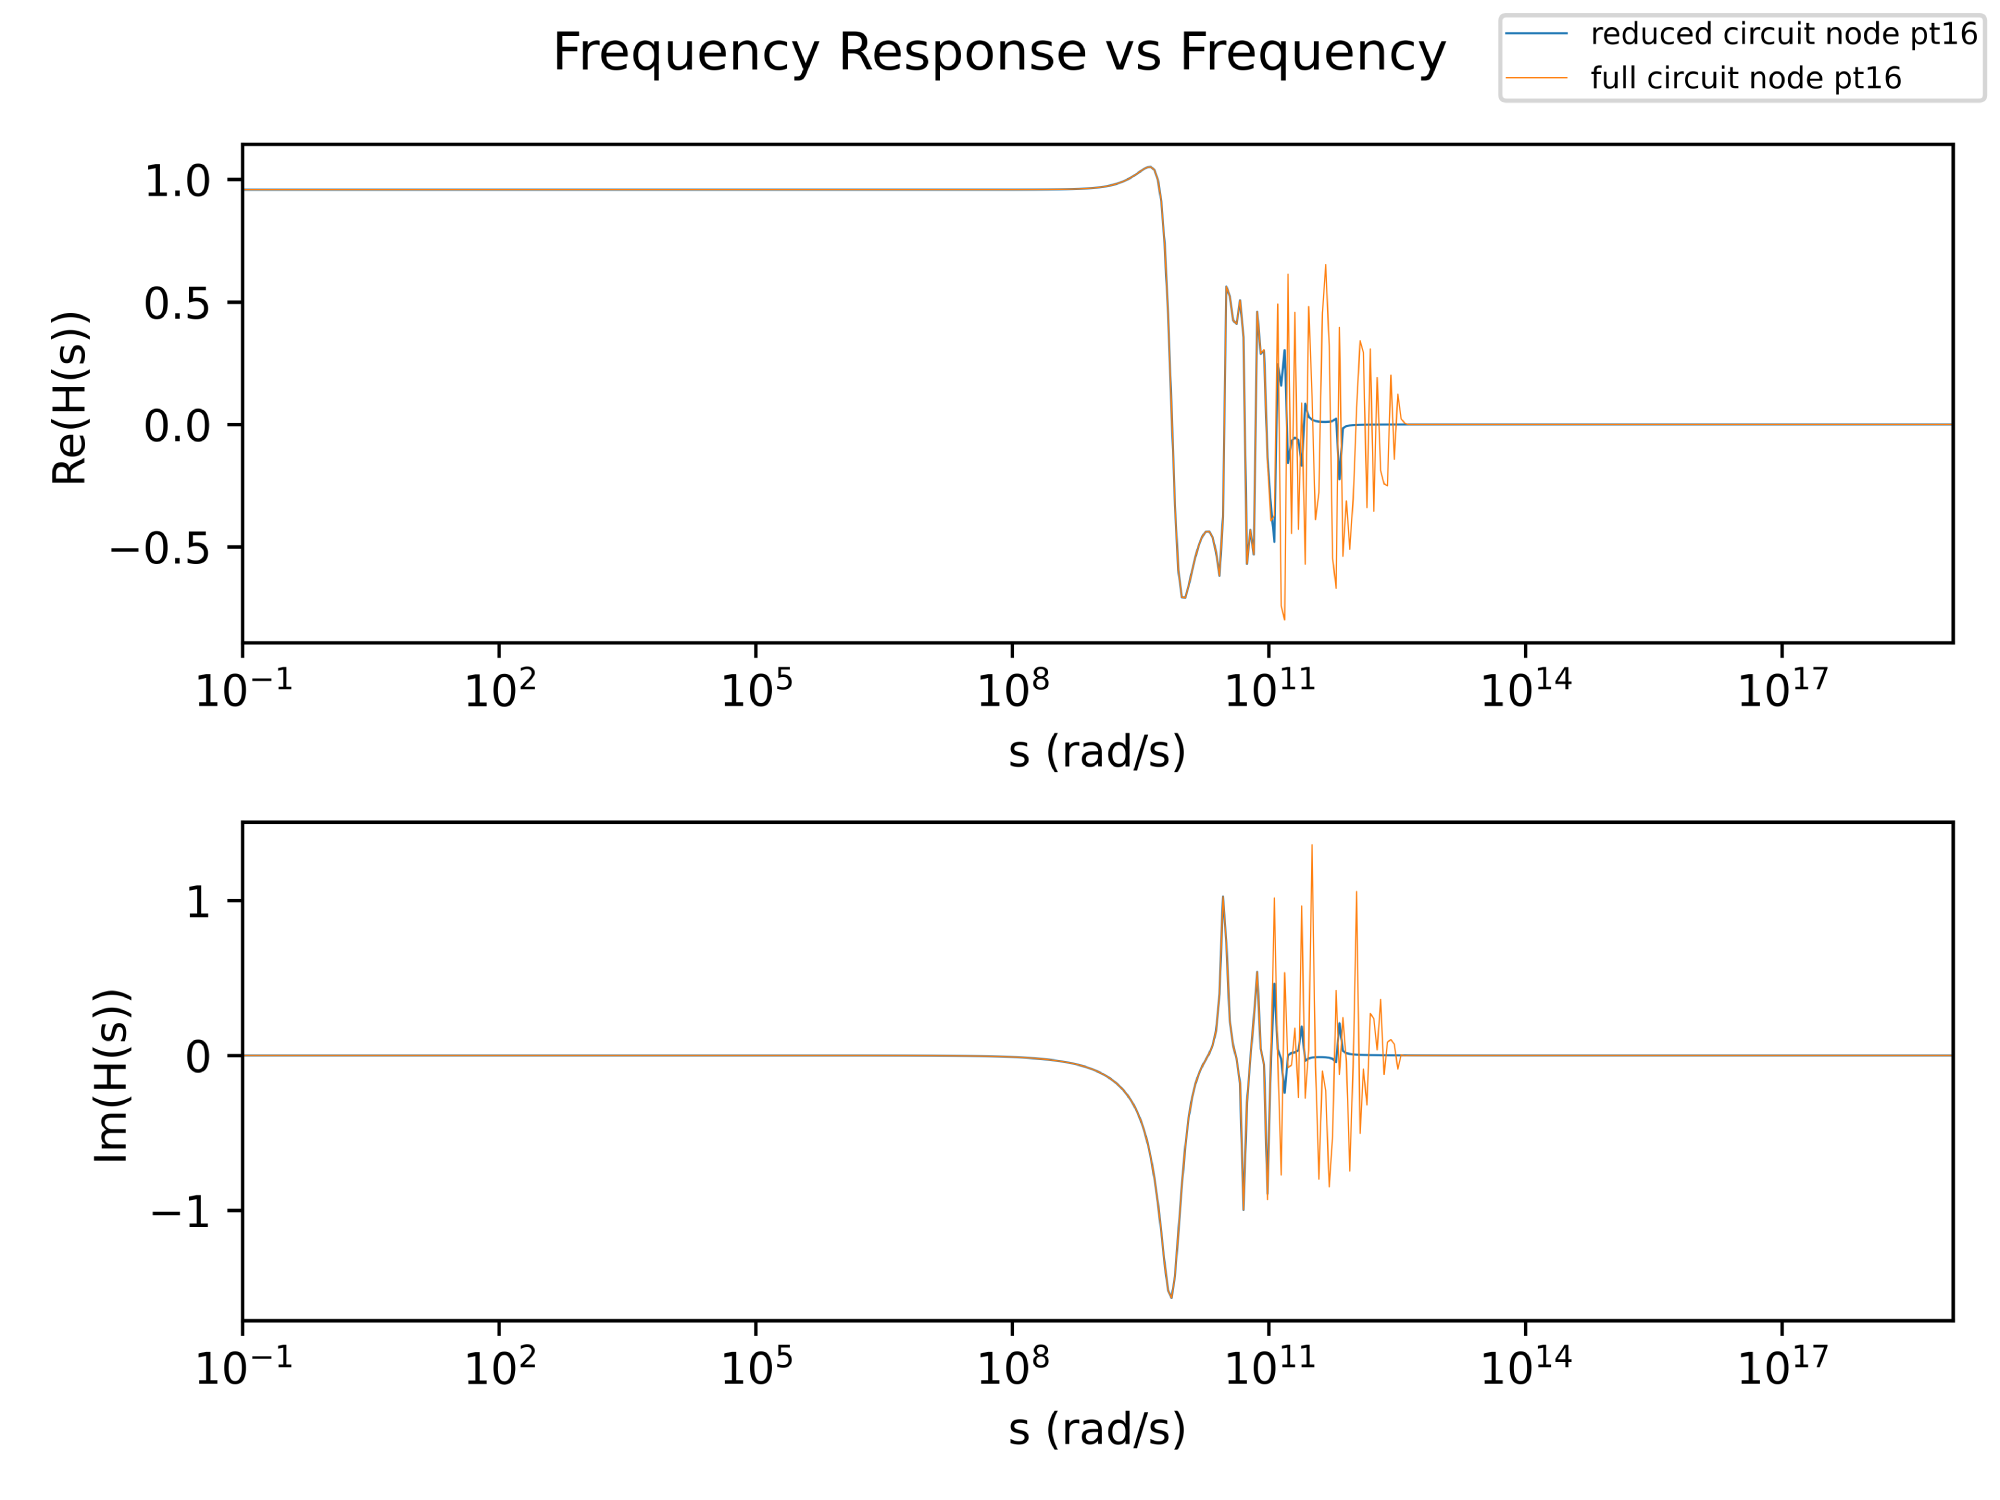 Frequency Response vs Frequency
reduced circuit node pt16
full circuit node pt16
Re(H(s))
1.0
0.5
0.0
−0.5
10⁻¹ 10² 10⁵ 10⁸ 10¹¹ 10¹⁴ 10¹⁷
s (rad/s)
Im(H(s))
1
0
−1
10⁻¹ 10² 10⁵ 10⁸ 10¹¹ 10¹⁴ 10¹⁷
s (rad/s)